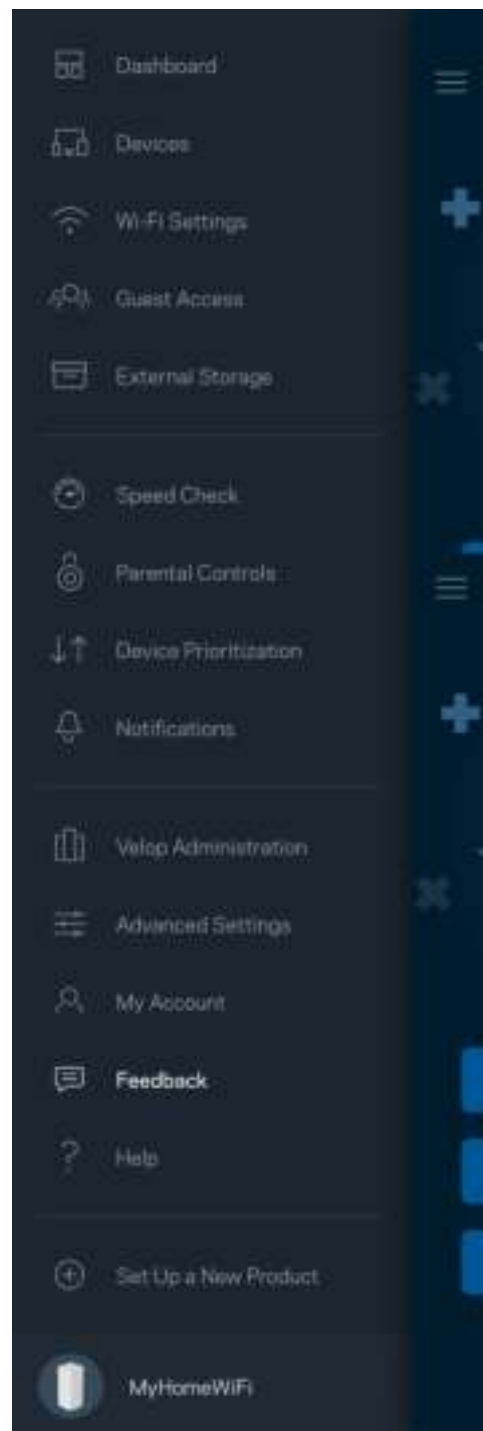 Dashboard
Devices
Wi-Fi Settings
Guest Access
External Storage
Speed Check
Parental Controls
Device Prioritization
Notifications
Velop Administration
Advanced Settings
My Account
Feedback
Help
Set Up a New Product
MyHomeWiFi